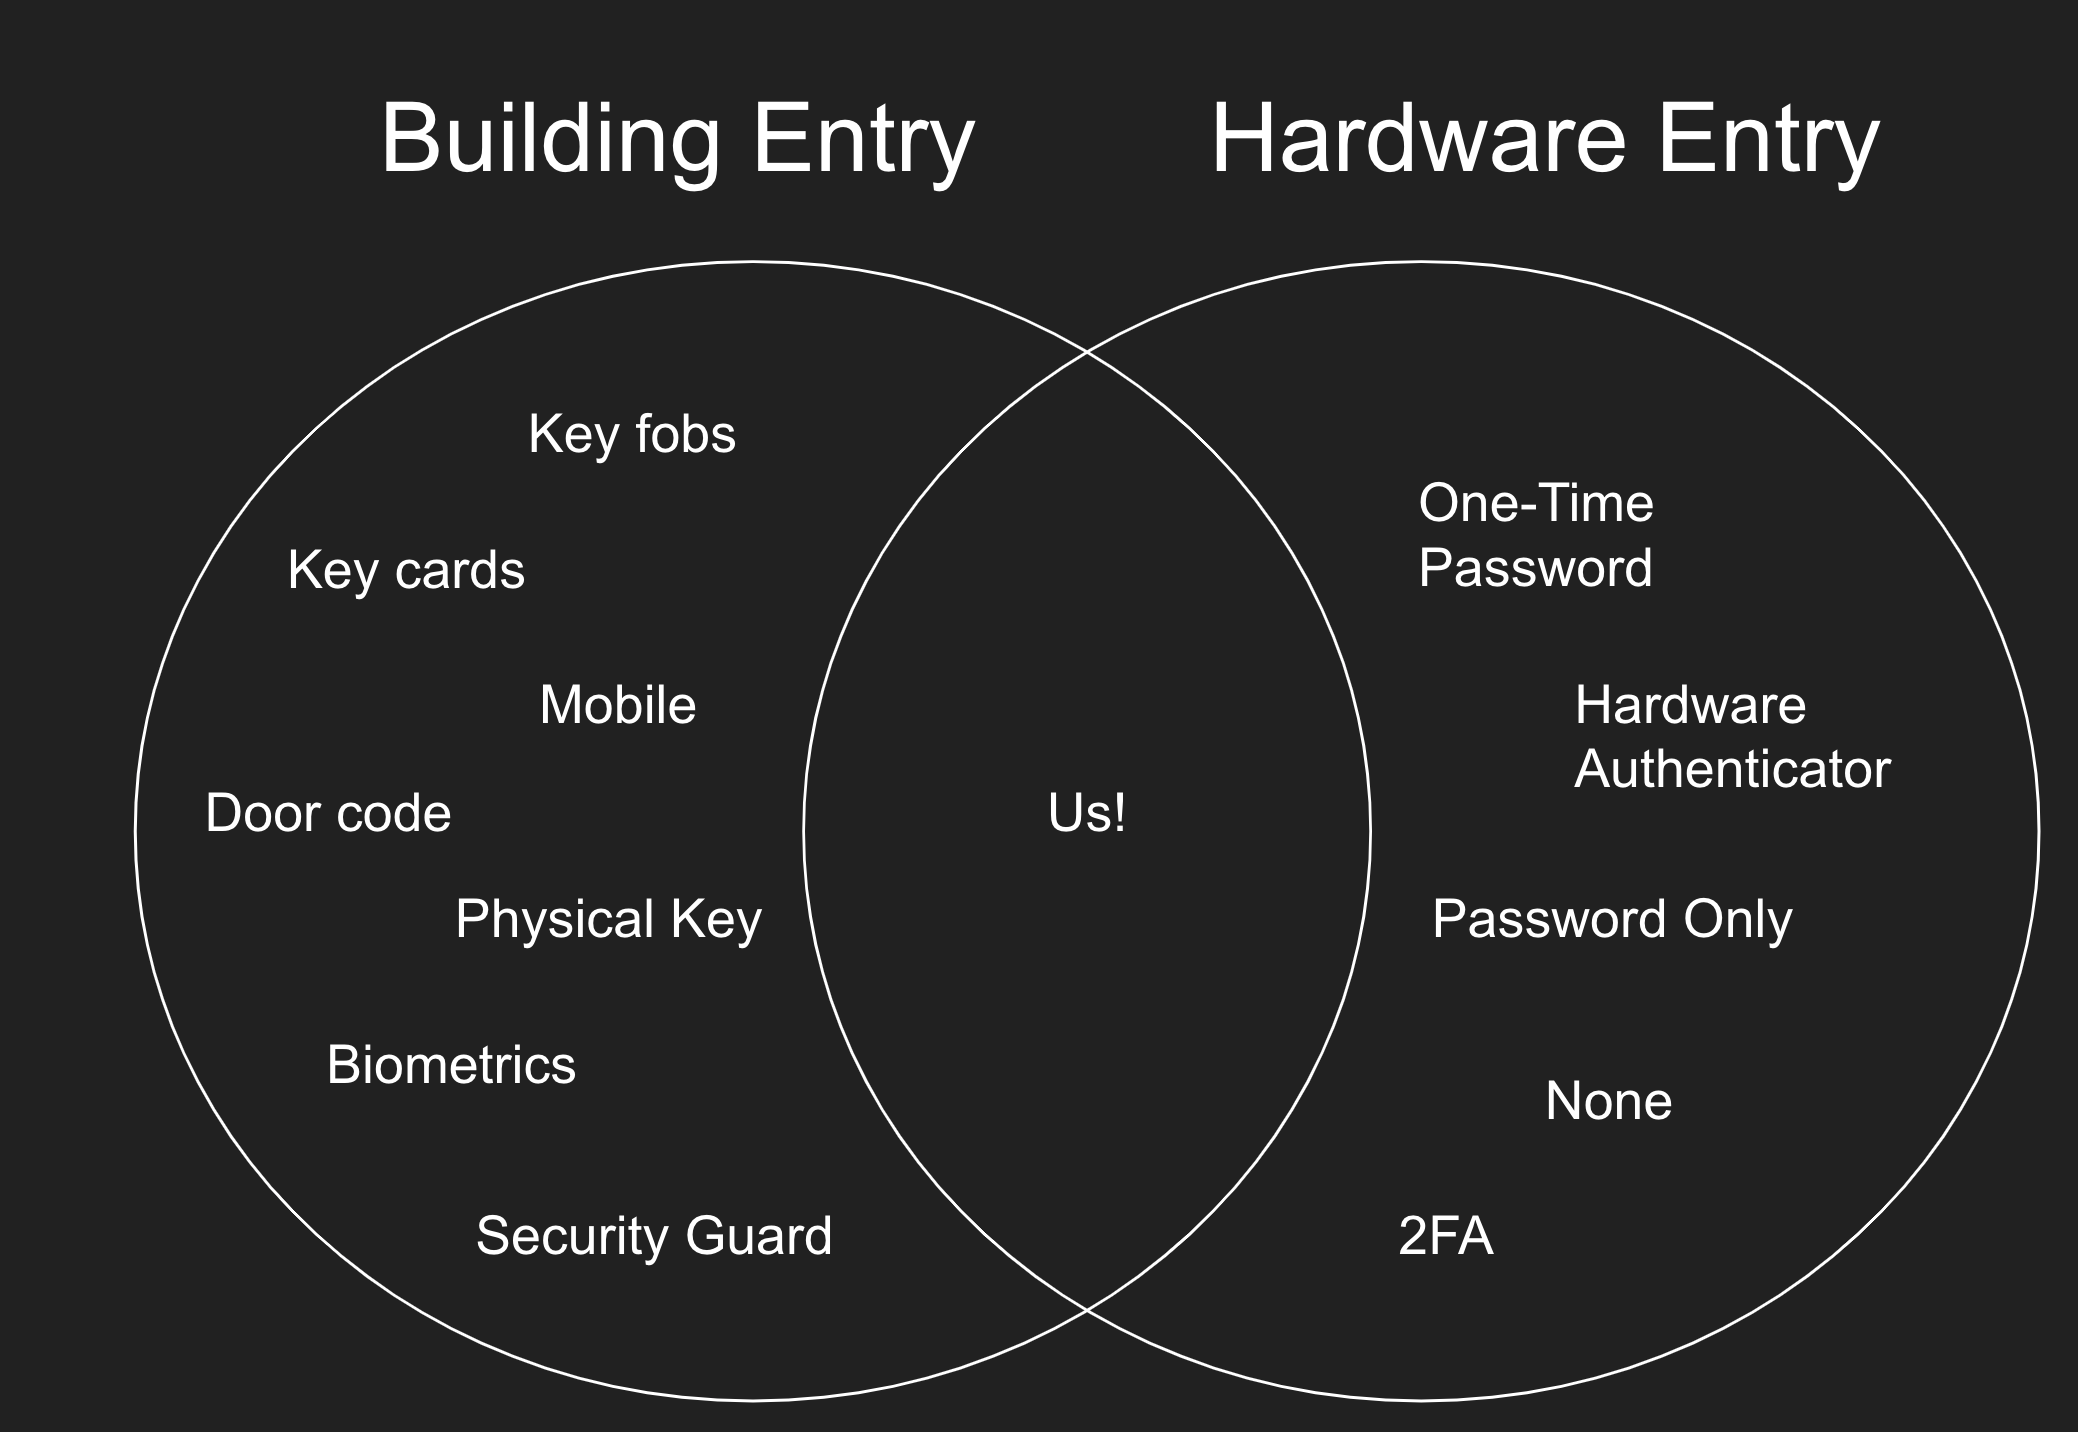 Building Entry
Hardware Entry
Key fobs
Key cards
Mobile
Door code
Physical Key
Biometrics
Security Guard
Us!
One-Time
Password
Hardware
Authenticator
Password Only
None
2FA